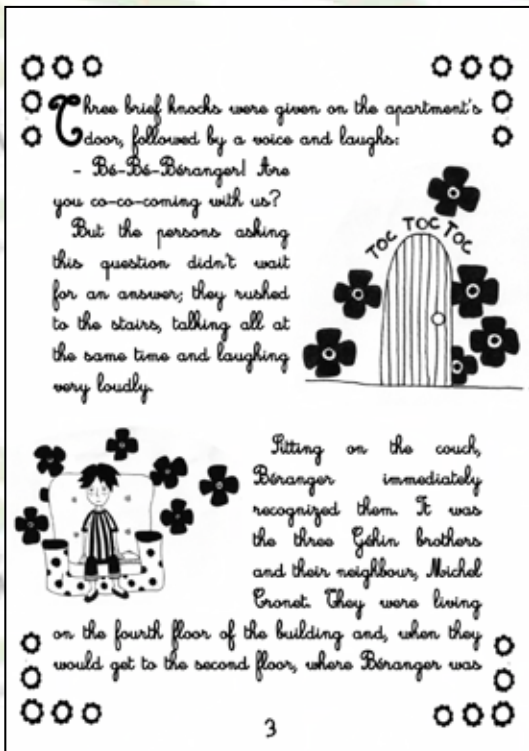 Three brief knocks were given on the apartment's
door, followed by a voice and laughs:
- Bé-Bé-Béranger! Are
you co-co-coming with us?
But the persons asking
this question didn't wait
for an answer; they rushed
to the stairs, talking all at
the same time and laughing
very loudly.
TOC TOC TOC
Sitting on the couch,
Béranger immediately
recognized them. It was
the three Géhin brothers
and their neighbour, Michel
Cronet. They were living
on the fourth floor of the building and, when they
would get to the second floor, where Béranger was
3